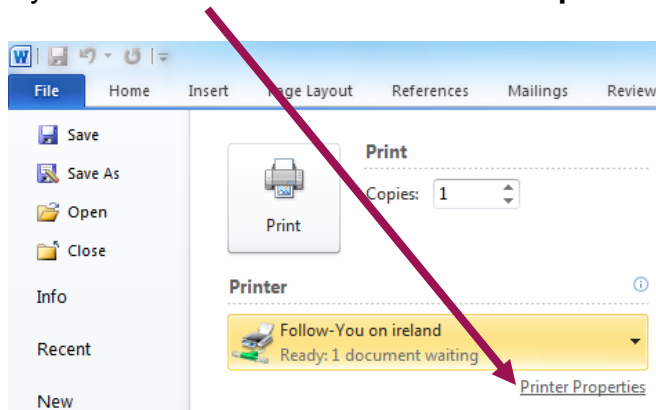 W
File Home Insert Page Layout References Mailings Review
Save
Save As
Open
Close
Info
Recent
New
Print
Print
Copies: 1
Printer
Follow-You on ireland
Ready: 1 document waiting
Printer Properties